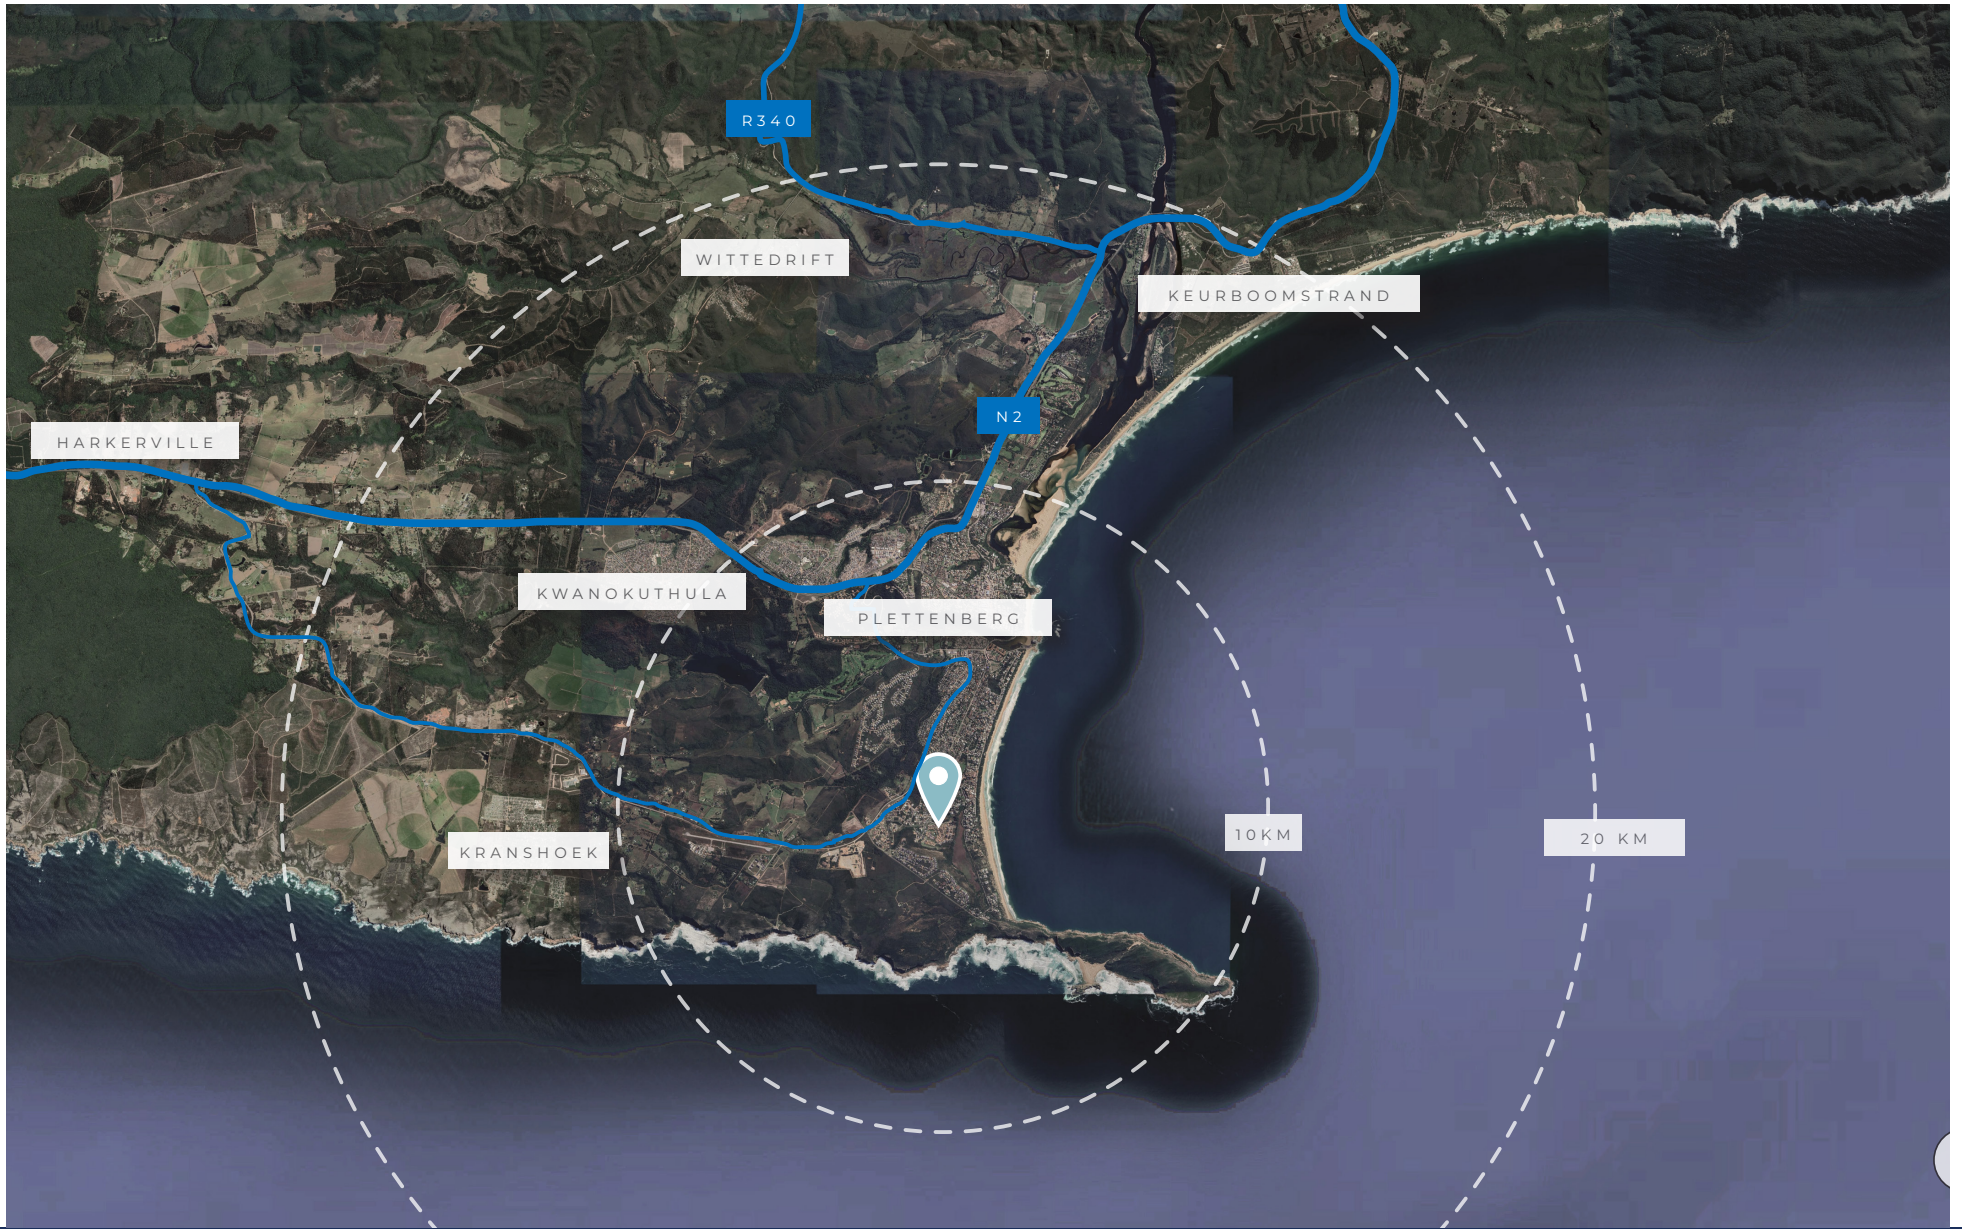 R340
WITTEDRIFT
KEURBOOMSTRAND
N2
HARKERVILLE
KWANOKUTHULA
PLETTENBERG
10KM
20 KM
KRANSHOEK